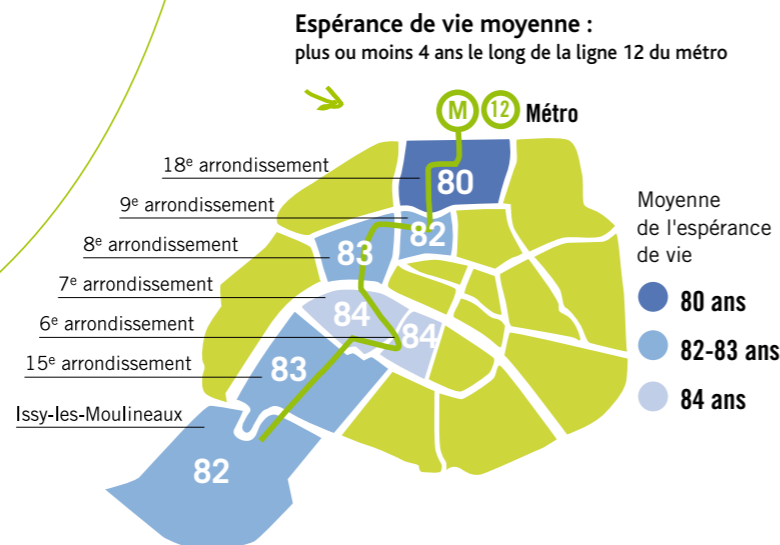 Espérance de vie moyenne :
plus ou moins 4 ans le long de la ligne 12 du métro
M 12 Métro
18e arrondissement
80
9e arrondissement
82
8e arrondissement
83
7e arrondissement
84
6e arrondissement
84
15e arrondissement
83
Issy-les-Moulineaux
82
Moyenne
de l'espérance
de vie
80 ans
82-83 ans
84 ans